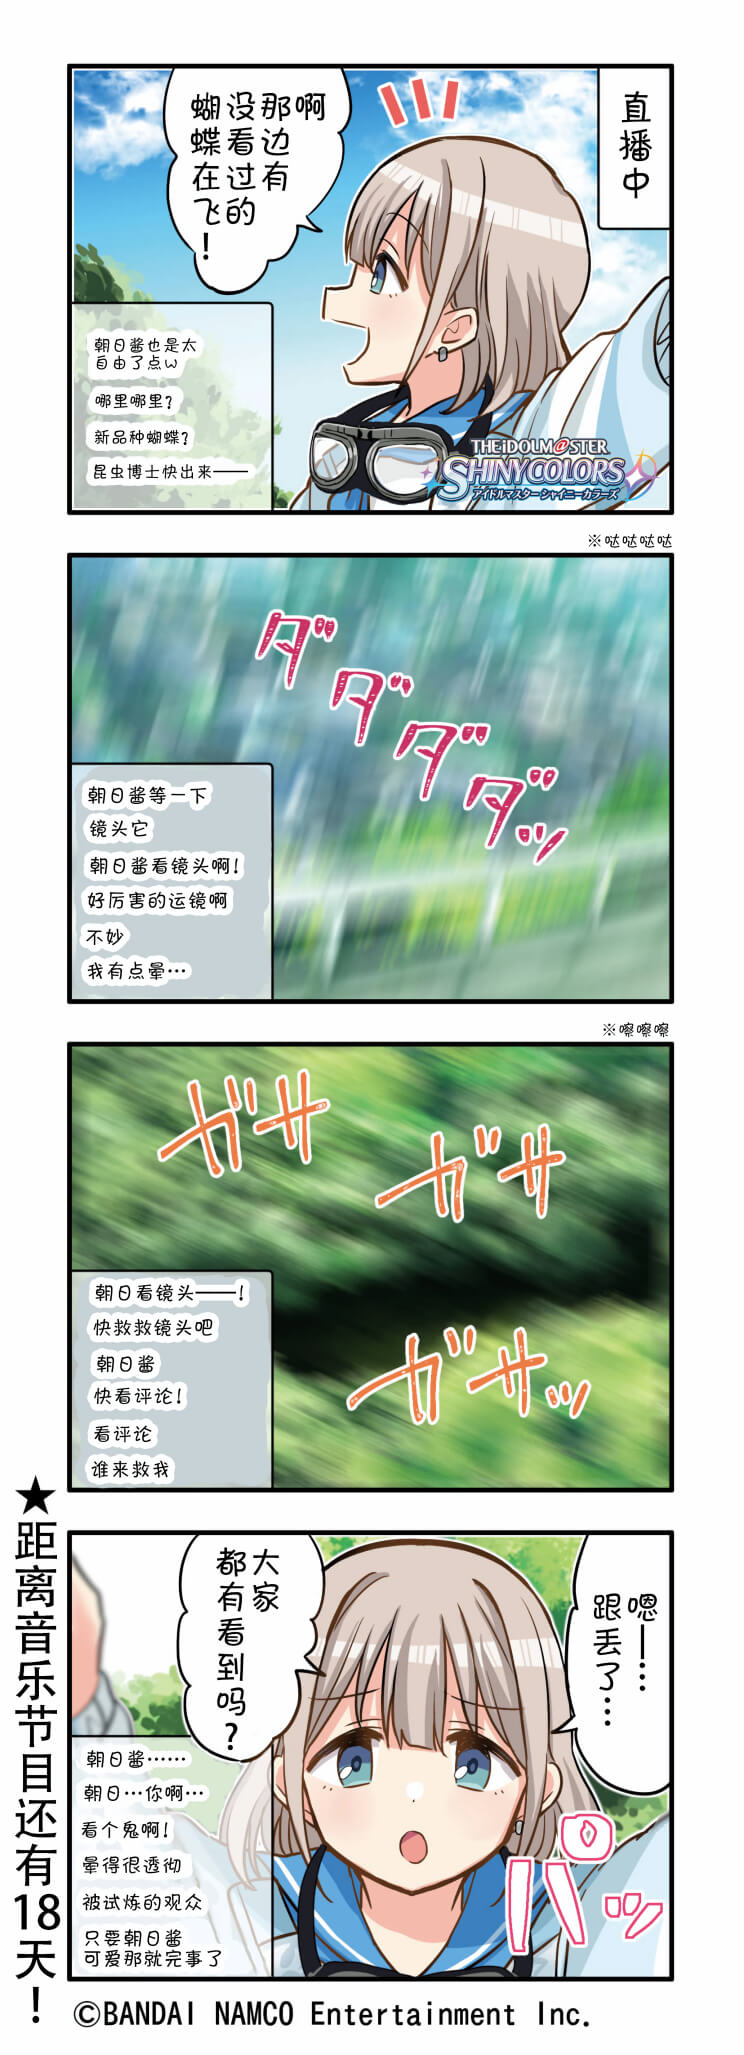 直播中
啊
那边有
没看过的
蝴蝶在飞！
朝日酱也是太
自由了点w
哪里哪里？
新品种蝴蝶？
昆虫博士快出来——
THE iDOLM@STER
SHINYCOLORS
アイドルマスター シャイニーカラーズ
※哒哒哒哒
ダダダダッ
朝日酱等一下
镜头它
朝日酱看镜头啊！
好厉害的运镜啊
不妙
我有点晕…
※嚓嚓嚓
ガサ
ガサ
ガサッ
朝日看镜头——！
快救救镜头吧
朝日酱
快看评论！
看评论
谁来救我
嗯—…
跟丢了…
大家
都有看到吗？
パッ
朝日酱……
朝日…你啊…
看个鬼啊！
晕得很透彻
被试炼的观众
只要朝日酱
可爱那就完事了
★距离音乐节目还有18天！
©BANDAI NAMCO Entertainment Inc.